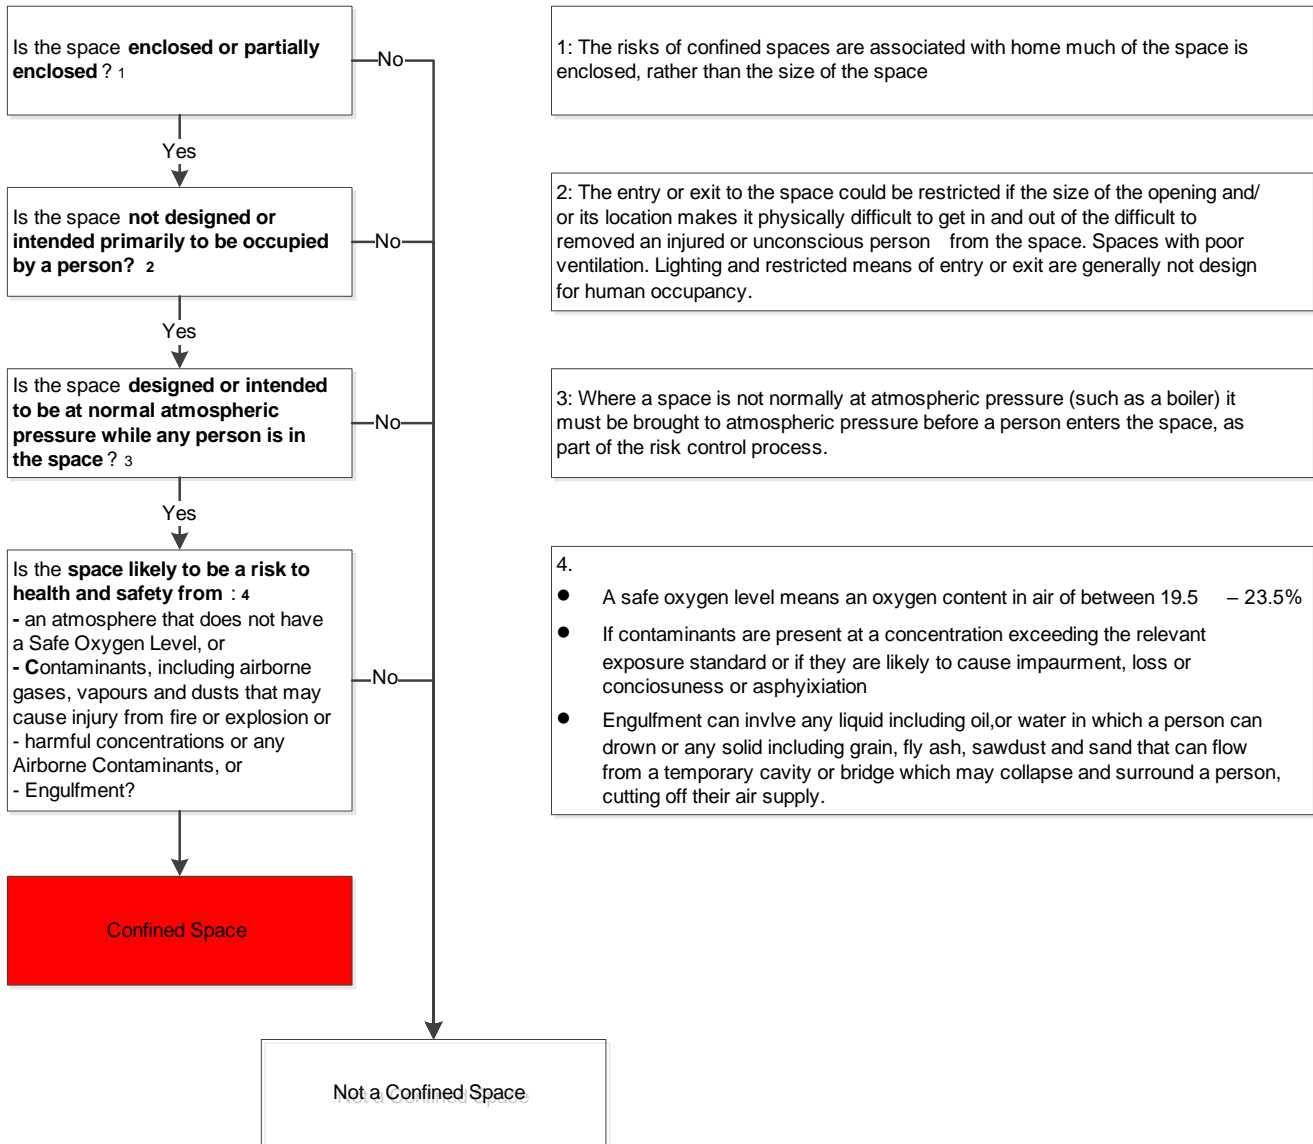 Is the space enclosed or partially
enclosed ? 1
No
1: The risks of confined spaces are associated with home much of the space is
enclosed, rather than the size of the space
Yes
Is the space not designed or
intended primarily to be occupied
by a person? 2
No
2: The entry or exit to the space could be restricted if the size of the opening and/
or its location makes it physically difficult to get in and out of the difficult to
removed an injured or unconscious person from the space. Spaces with poor
ventilation. Lighting and restricted means of entry or exit are generally not design
for human occupancy.
Yes
Is the space designed or intended
to be at normal atmospheric
pressure while any person is in
the space ? 3
No
3: Where a space is not normally at atmospheric pressure (such as a boiler) it
must be brought to atmospheric pressure before a person enters the space, as
part of the risk control process.
Yes
Is the space likely to be a risk to
health and safety from : 4
- an atmosphere that does not have
a Safe Oxygen Level, or
- Contaminants, including airborne
gases, vapours and dusts that may
cause injury from fire or explosion or
- harmful concentrations or any
Airborne Contaminants, or
- Engulfment?
No
4.
● A safe oxygen level means an oxygen content in air of between 19.5 – 23.5%
● If contaminants are present at a concentration exceeding the relevant
exposure standard or if they are likely to cause impaurment, loss or
conciosuness or asphyixiation
● Engulfment can invlve any liquid including oil,or water in which a person can
drown or any solid including grain, fly ash, sawdust and sand that can flow
from a temporary cavity or bridge which may collapse and surround a person,
cutting off their air supply.
Confined Space
Not a Confined Space